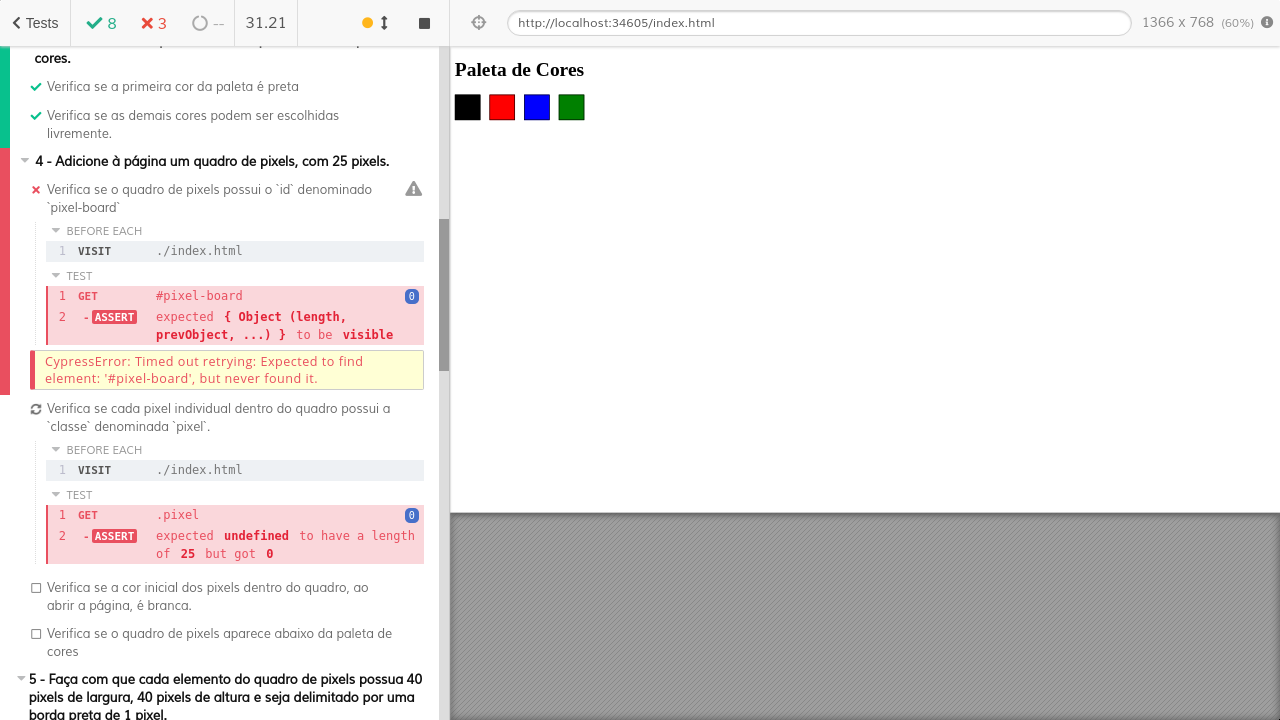 Tests
8
3
--
31.21
http://localhost:34605/index.html
1366 x 768 (60%)
cores.
Verifica se a primeira cor da paleta é preta
Verifica se as demais cores podem ser escolhidas
livremente.
4 - Adicione à página um quadro de pixels, com 25 pixels.
Verifica se o quadro de pixels possui o `id` denominado
`pixel-board`
BEFORE EACH
1 VISIT ./index.html
TEST
1 GET #pixel-board 0
2 -ASSERT expected { Object (length,
prevObject, ...) } to be visible
CypressError: Timed out retrying: Expected to find
element: '#pixel-board', but never found it.
Verifica se cada pixel individual dentro do quadro possui a
`classe` denominada `pixel`.
BEFORE EACH
1 VISIT ./index.html
TEST
1 GET .pixel 0
2 -ASSERT expected undefined to have a length
of 25 but got 0
Verifica se a cor inicial dos pixels dentro do quadro, ao
abrir a página, é branca.
Verifica se o quadro de pixels aparece abaixo da paleta de
cores
5 - Faça com que cada elemento do quadro de pixels possua 40
pixels de largura, 40 pixels de altura e seja delimitado por uma
borda preta de 1 pixel.
Paleta de Cores